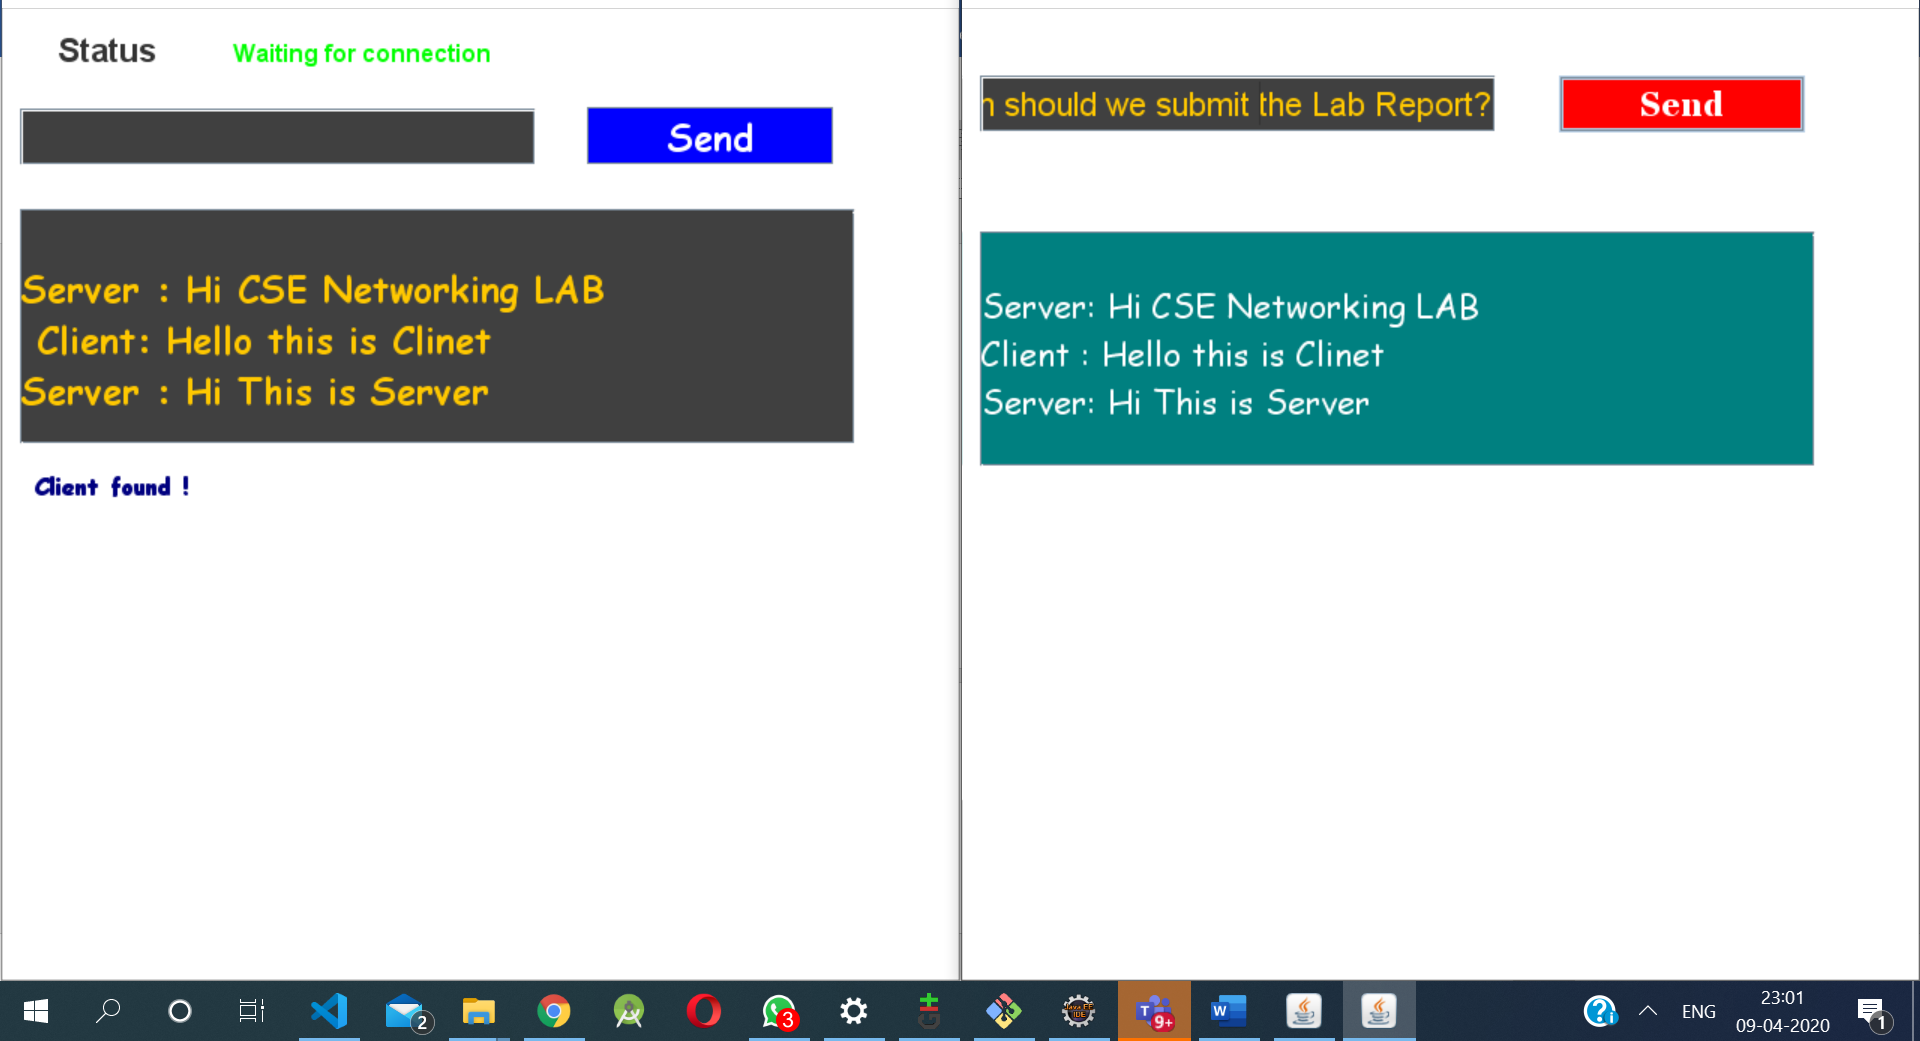 Status
Waiting for connection
Send
Server : Hi CSE Networking LAB
Client: Hello this is Clinet
Server : Hi This is Server
Client found !
should we submit the Lab Report?
Send
Server: Hi CSE Networking LAB
Client : Hello this is Clinet
Server: Hi This is Server
2
3
T
9+
W
ENG
23:01
09-04-2020
1